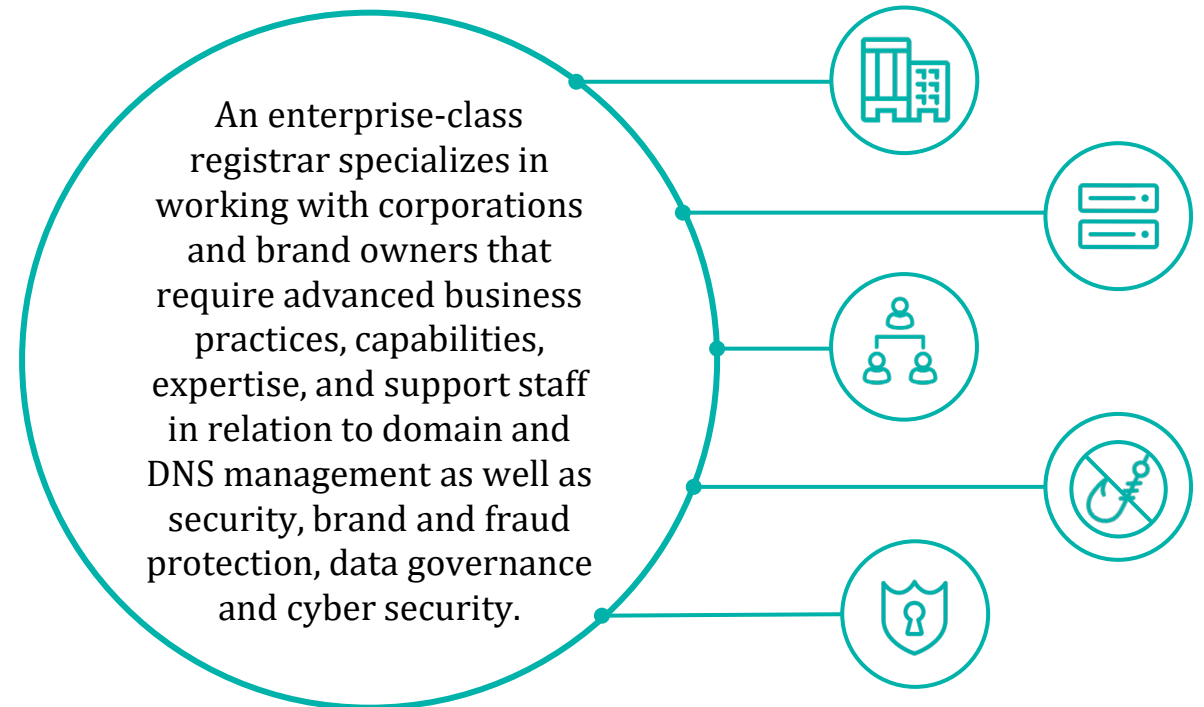 An enterprise-class
registrar specializes in
working with corporations
and brand owners that
require advanced business
practices, capabilities,
expertise, and support staff
in relation to domain and
DNS management as well as
security, brand and fraud
protection, data governance
and cyber security.